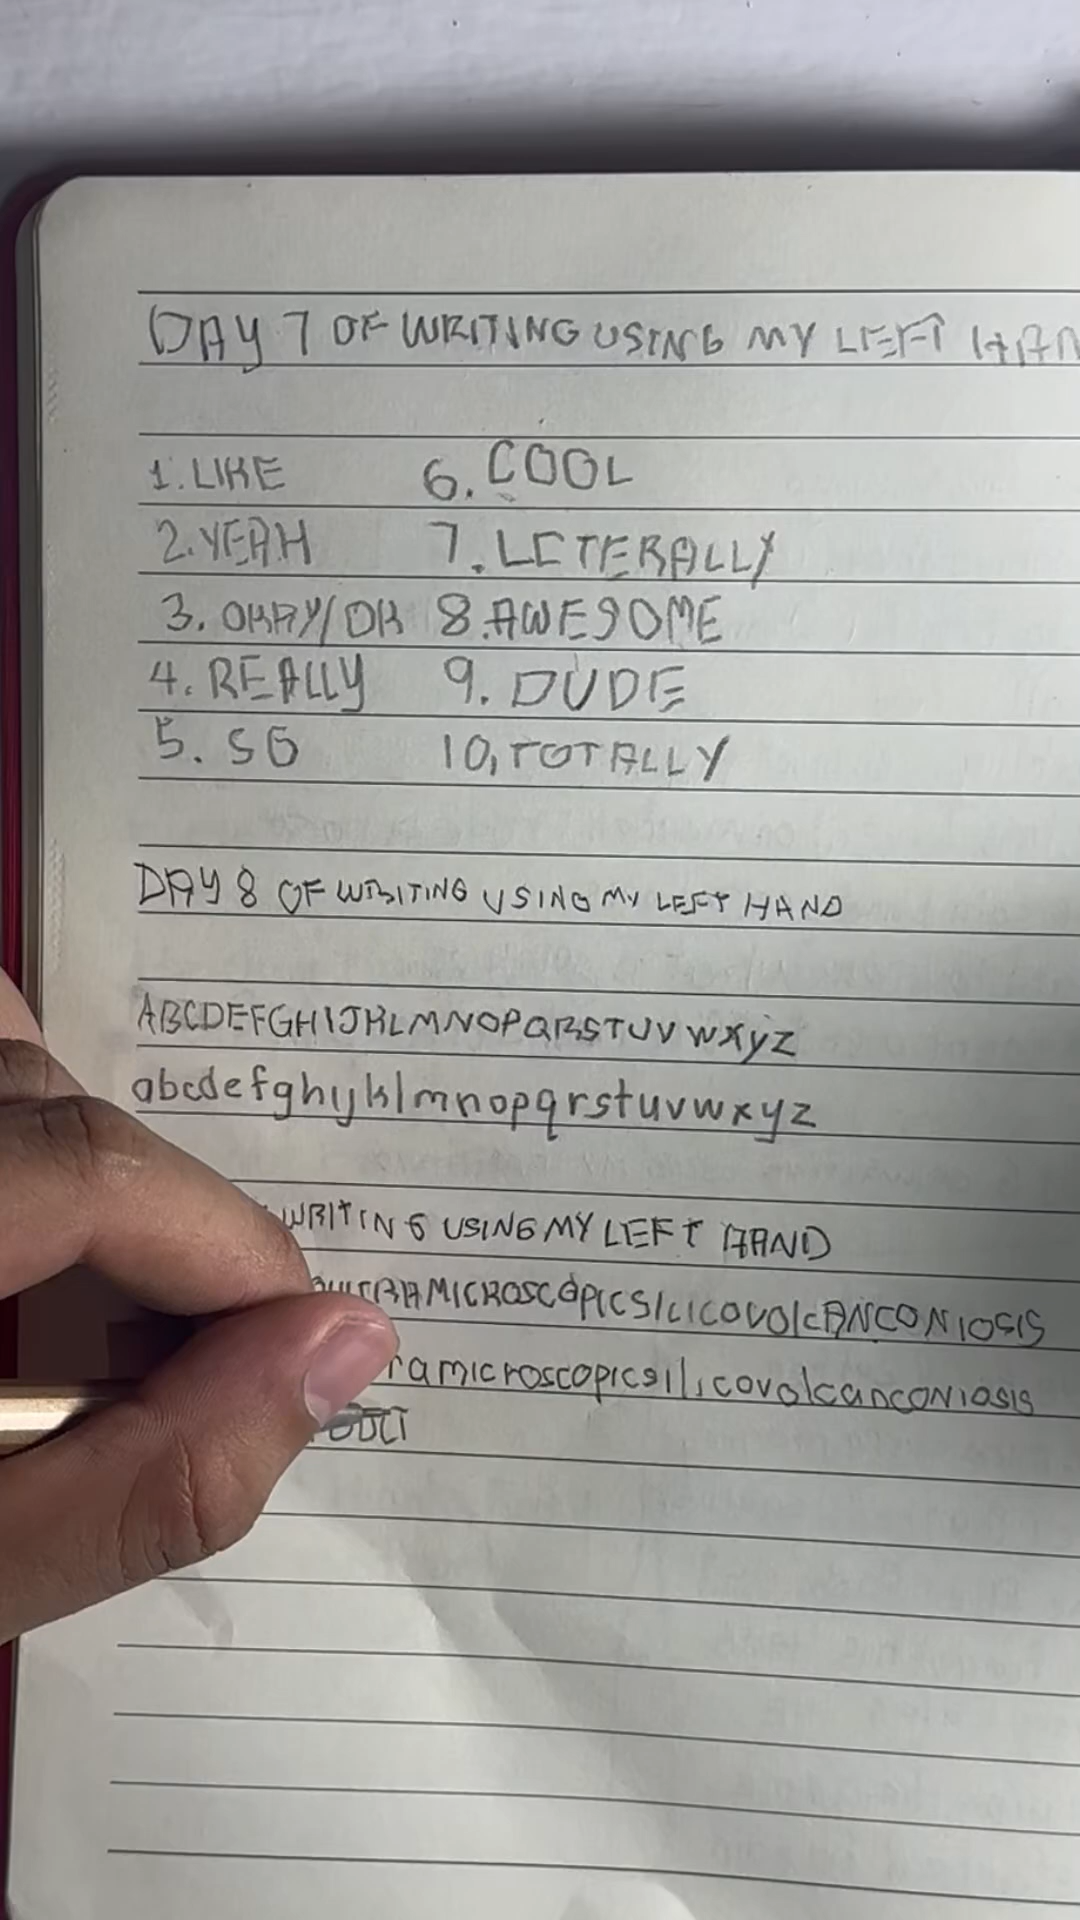 DAY 7 OF WRITING USING MY LEFT HAN
1. LIKE 6. COOL
2. YEAH 7. LITERALLY
3. OKAY/OK 8. AWESOME
4. REALLY 9. DUDE
5. SO 10, TOTALLY
DAY 8 OF WRITING USING MY LEFT HAND
ABCDEFGHIJKLMNOPQRSTUVWXYZ
abcdefghijklmnopqrstuvwxyz
WRITING USING MY LEFT HAND
ULTRAMICROSCOPICSILICOVOlCANCONIOSIS
ramicroscopicsilicovolcanconiosis